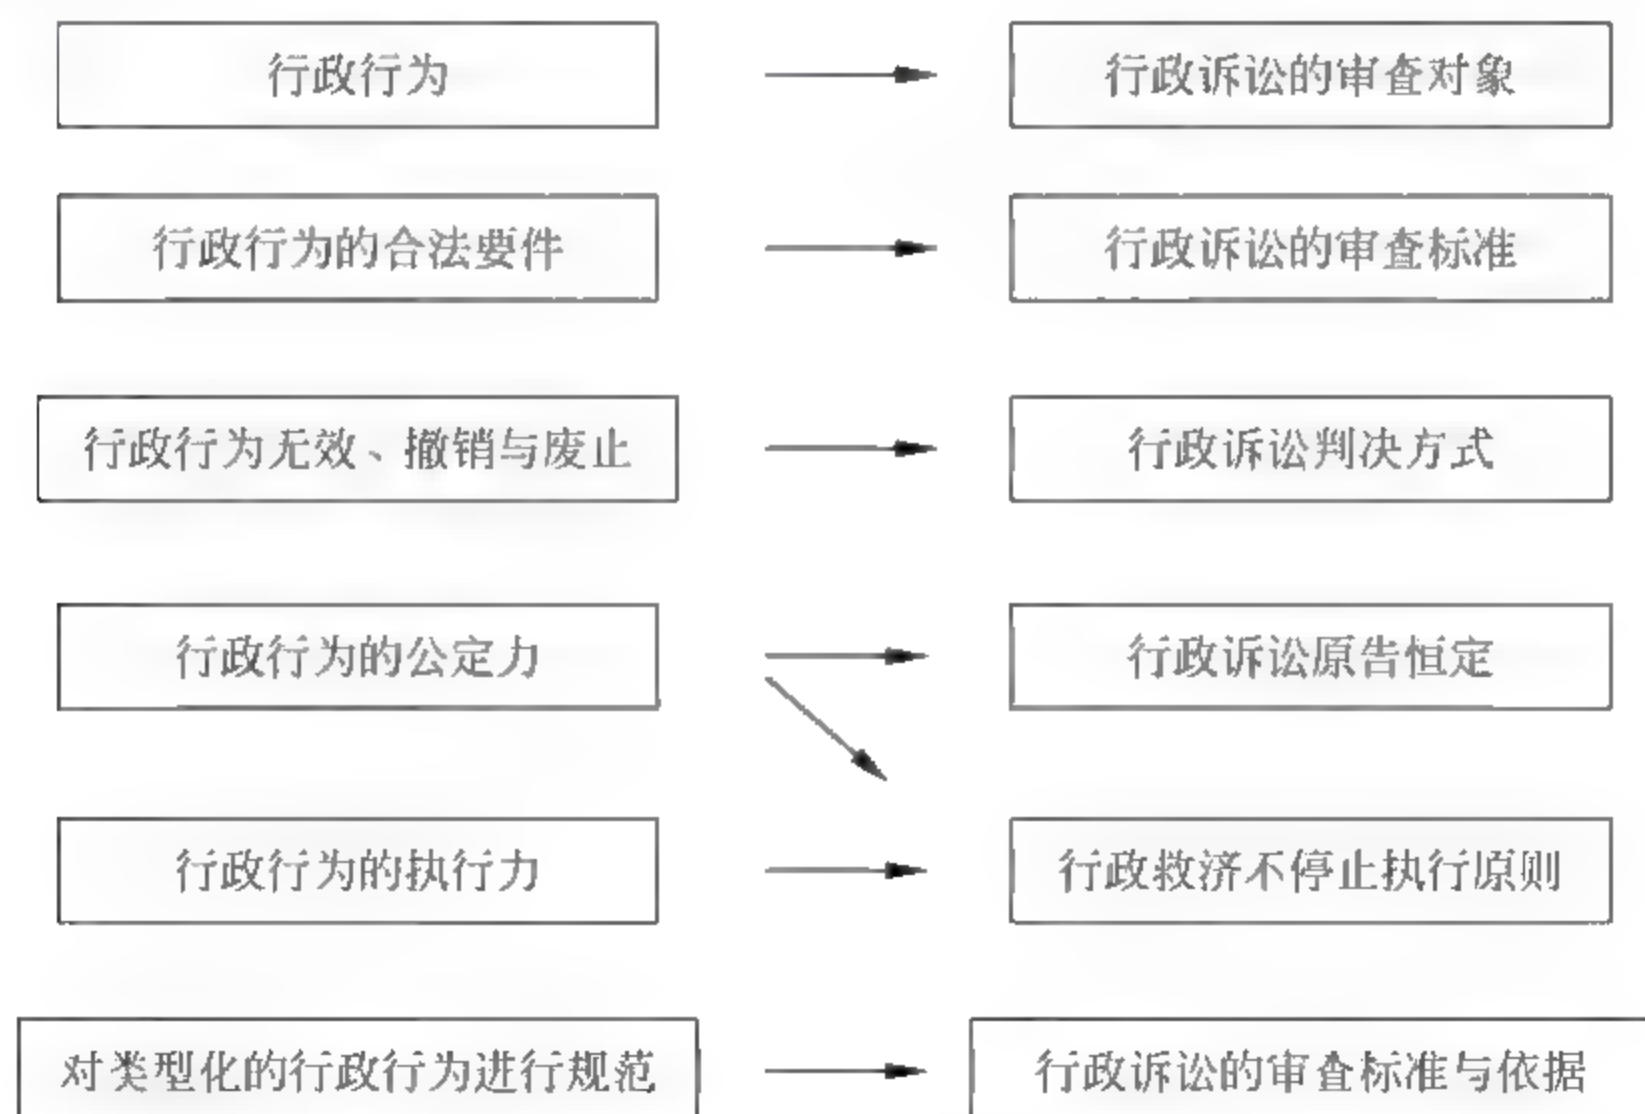 行政行为
行政诉讼的审查对象
行政行为的合法要件
行政诉讼的审查标准
行政行为无效、撤销与废止
行政诉讼判决方式
行政行为的公定力
行政诉讼原告恒定
行政行为的执行力
行政救济不停止执行原则
对类型化的行政行为进行规范
行政诉讼的审查标准与依据